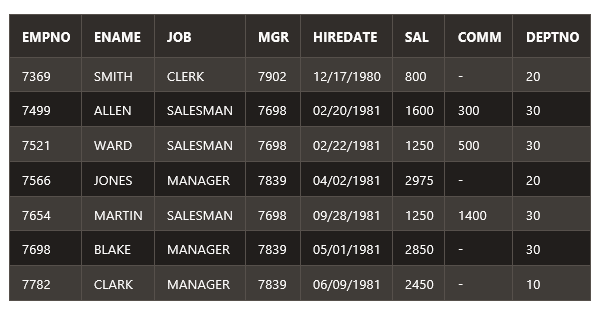 EMPNO ENAME JOB MGR HIREDATE SAL COMM DEPTNO
7369 SMITH CLERK 7902 12/17/1980 800 - 20
7499 ALLEN SALESMAN 7698 02/20/1981 1600 300 30
7521 WARD SALESMAN 7698 02/22/1981 1250 500 30
7566 JONES MANAGER 7839 04/02/1981 2975 - 20
7654 MARTIN SALESMAN 7698 09/28/1981 1250 1400 30
7698 BLAKE MANAGER 7839 05/01/1981 2850 - 30
7782 CLARK MANAGER 7839 06/09/1981 2450 - 10